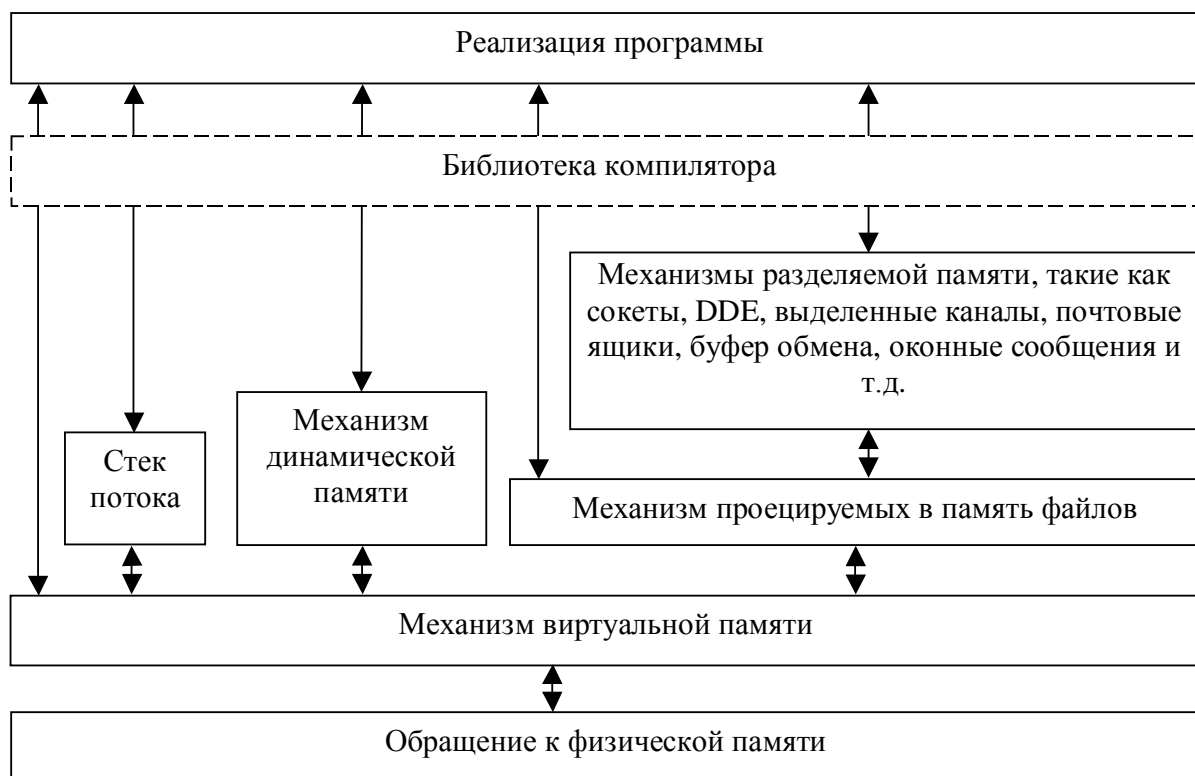 Реализация программы
Библиотека компилятора
Механизмы разделяемой памяти, такие как
сокеты, DDE, выделенные каналы, почтовые
ящики, буфер обмена, оконные сообщения и
т.д.
Механизм
динамической
памяти
Стек
потока
Механизм проецируемых в память файлов
Механизм виртуальной памяти
Обращение к физической памяти